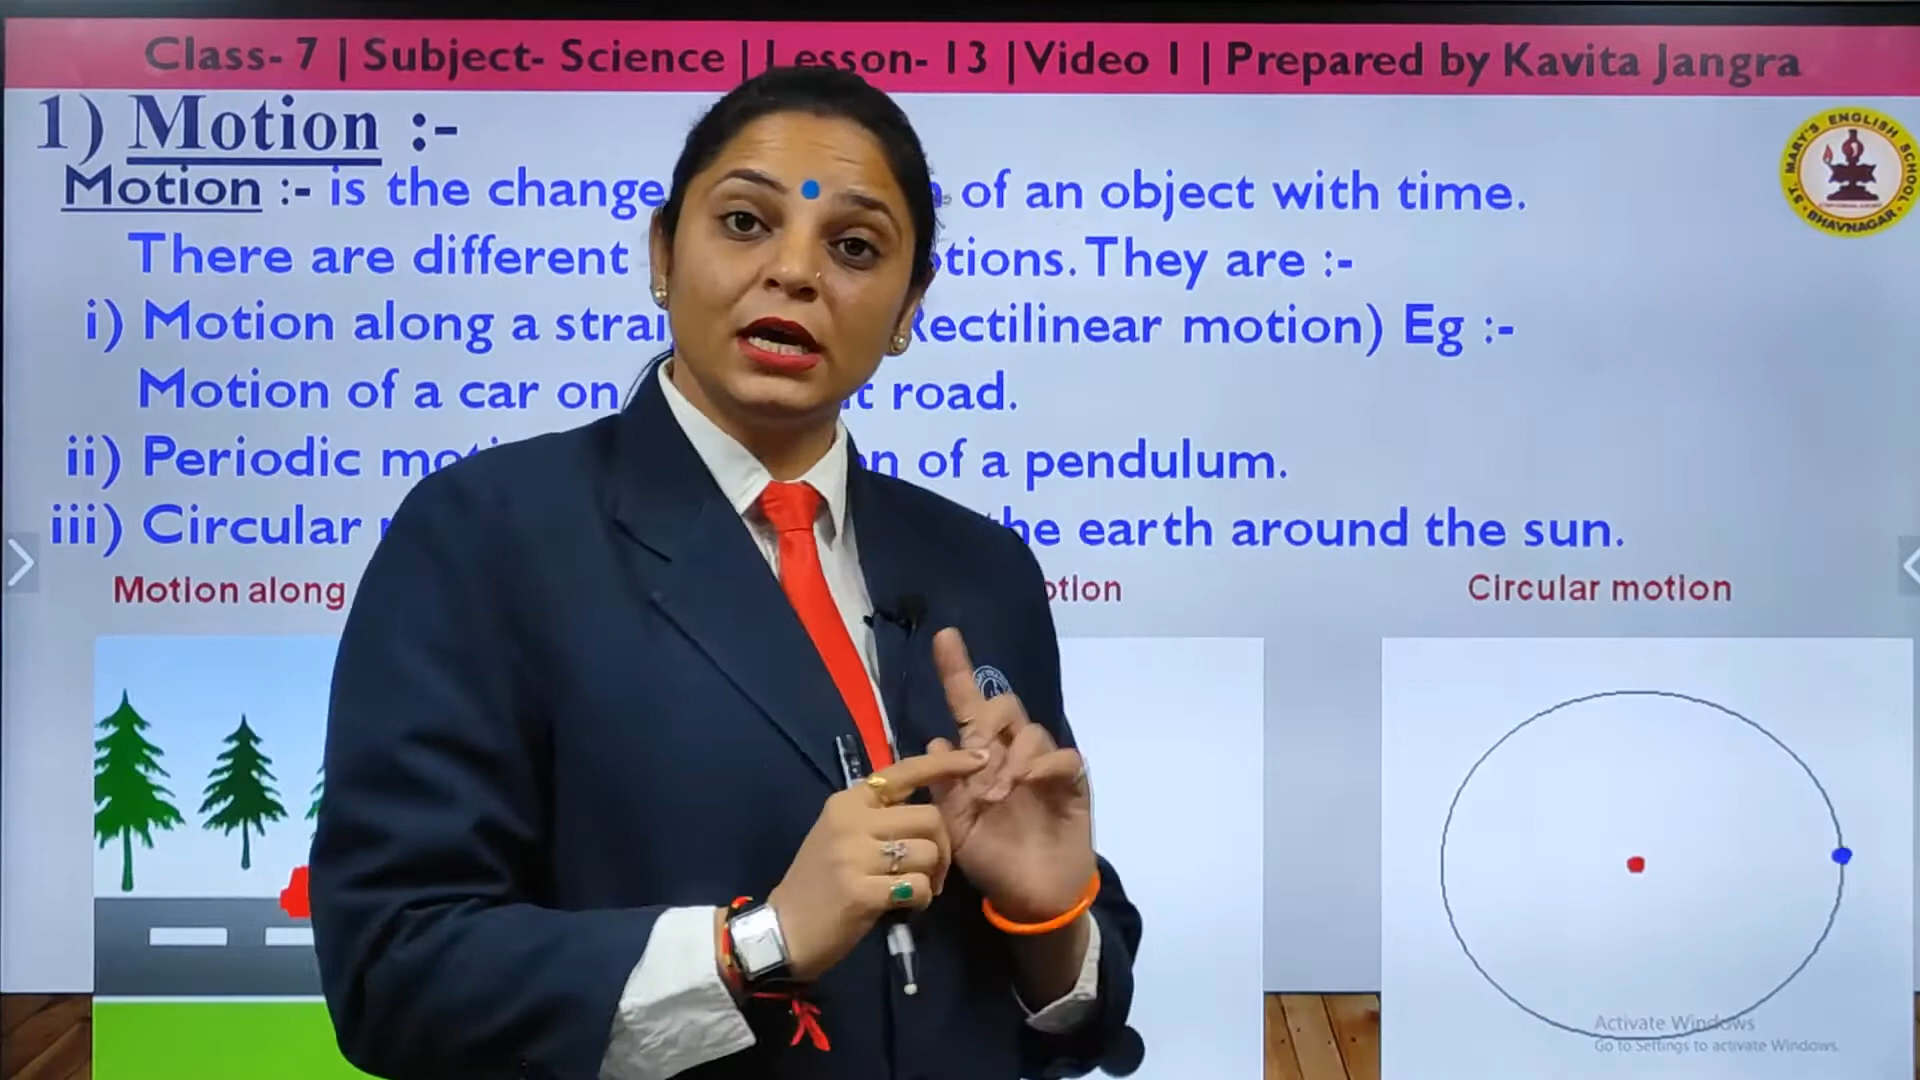 Class- 7 | Subject- Science | Lesson- 13 | Video 1 | Prepared by Kavita Jangra
1) Motion :-
Motion :- is the change of an object with time.
There are different tions. They are :-
i) Motion along a strai Rectilinear motion) Eg :-
Motion of a car on t road.
ii) Periodic moti on of a pendulum.
iii) Circular the earth around the sun.
Motion along otion Circular motion
ST. MARY'S ENGLISH SCHOOL
BHAVNAGAR
Activate Windows
Go to Settings to activate Windows.